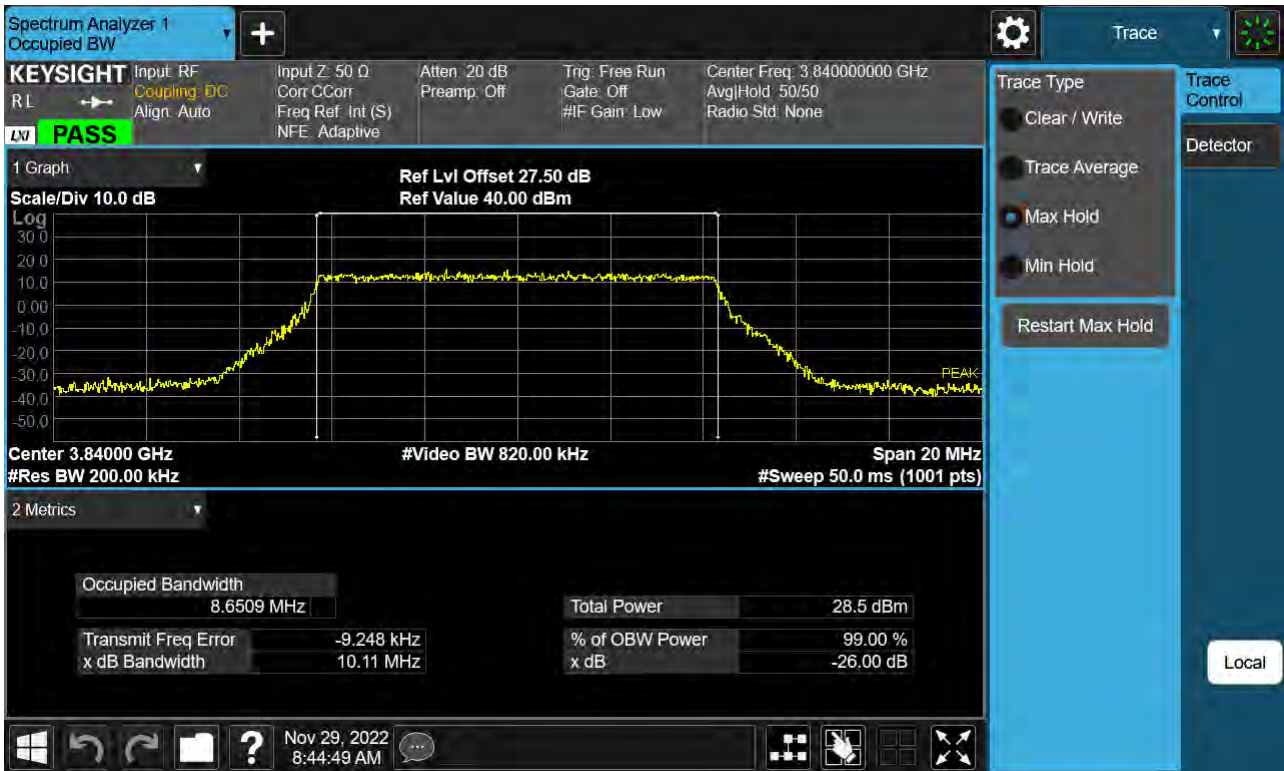 Spectrum Analyzer 1
Occupied BW
Trace
KEYSIGHT
RL
LXI
PASS
Input: RF
Coupling: DC
Align: Auto
Input Z: 50 Ω
Corr CCorr
Freq Ref: Int (S)
NFE: Adaptive
Atten: 20 dB
Preamp: Off
Trig: Free Run
Gate: Off
#IF Gain: Low
Center Freq: 3.840000000 GHz
Avg|Hold: 50/50
Radio Std: None
1 Graph
Scale/Div 10.0 dB
Ref Lvl Offset 27.50 dB
Ref Value 40.00 dBm
Log
30.0
20.0
10.0
0.00
-10.0
-20.0
-30.0
-40.0
-50.0
PEAK
Center 3.84000 GHz
#Video BW 820.00 kHz
Span 20 MHz
#Res BW 200.00 kHz
#Sweep 50.0 ms (1001 pts)
2 Metrics
Occupied Bandwidth
8.6509 MHz
Transmit Freq Error -9.248 kHz
x dB Bandwidth 10.11 MHz
Total Power 28.5 dBm
% of OBW Power 99.00 %
x dB -26.00 dB
Trace Type
Clear / Write
Trace Average
Max Hold
Min Hold
Restart Max Hold
Trace
Control
Detector
Local
?
Nov 29, 2022
8:44:49 AM